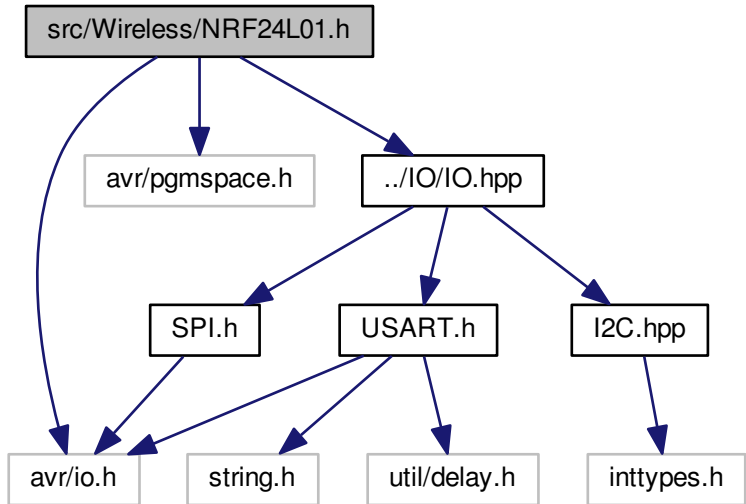 src/Wireless/NRF24L01.h
avr/pgmspace.h
../IO/IO.hpp
SPI.h
USART.h
I2C.hpp
avr/io.h
string.h
util/delay.h
inttypes.h